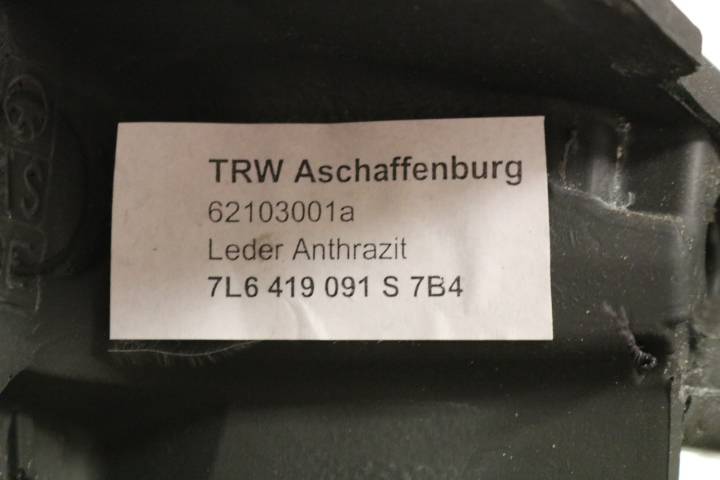 TRW Aschaffenburg
62103001a
Leder Anthrazit
7L6 419 091 S 7B4